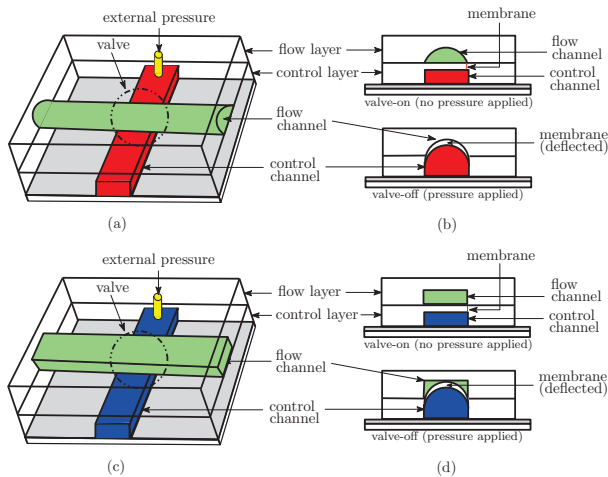 external pressure
valve
flow layer
control layer
flow
channel
control
channel
(a)
membrane
flow
channel
control
channel
valve-on (no pressure applied)
membrane
(deflected)
valve-off (pressure applied)
(b)
external pressure
valve
flow layer
control layer
flow
channel
control
channel
(c)
membrane
flow
channel
control
channel
valve-on (no pressure applied)
membrane
(deflected)
valve-off (pressure applied)
(d)